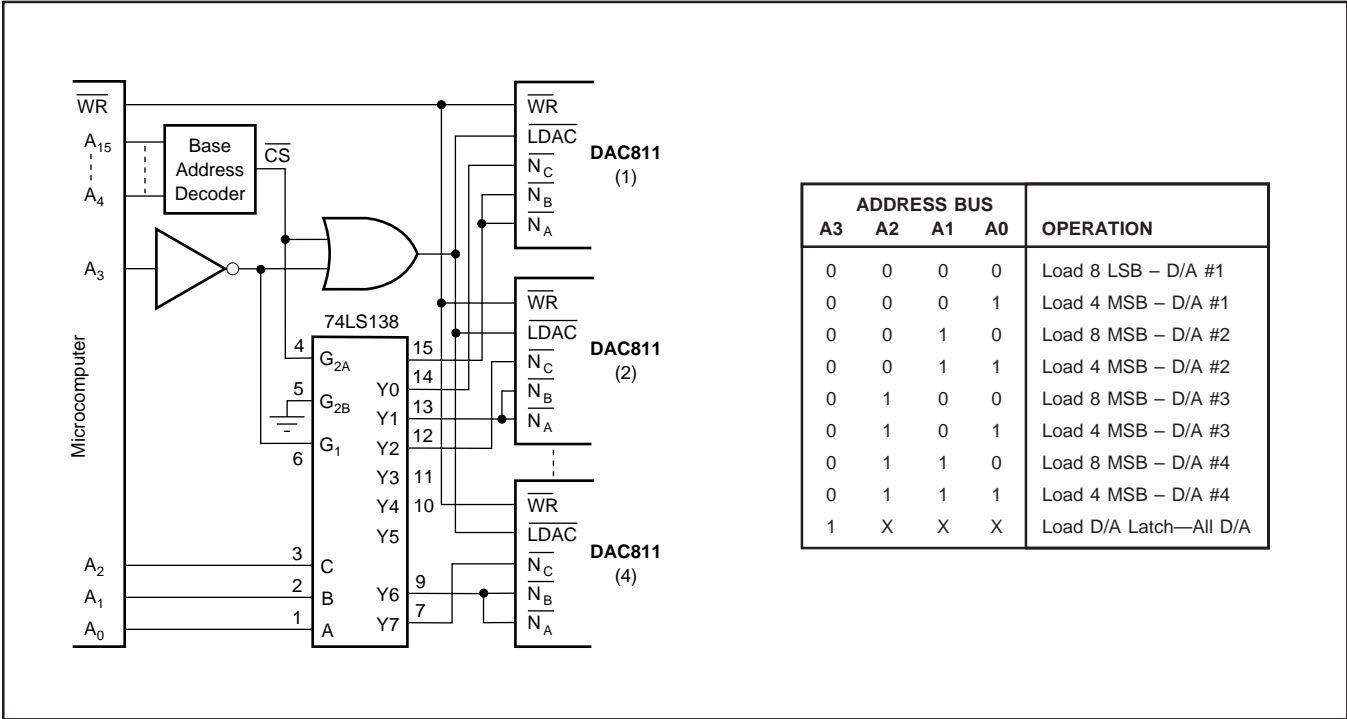 Microcomputer
WR
A15
A4
A3
A2
A1
A0
Base
Address
Decoder
CS
74LS138
4
5
6
3
2
1
G2A
G2B
G1
C
B
A
Y0
Y1
Y2
Y3
Y4
Y5
Y6
Y7
15
14
13
12
11
10
9
7
WR
LDAC
NC
NB
NA
DAC811
(1)
WR
LDAC
NC
NB
NA
DAC811
(2)
WR
LDAC
NC
NB
NA
DAC811
(4)
ADDRESS BUS
A3 A2 A1 A0 OPERATION
0 0 0 0 Load 8 LSB – D/A #1
0 0 0 1 Load 4 MSB – D/A #1
0 0 1 0 Load 8 MSB – D/A #2
0 0 1 1 Load 4 MSB – D/A #2
0 1 0 0 Load 8 MSB – D/A #3
0 1 0 1 Load 4 MSB – D/A #3
0 1 1 0 Load 8 MSB – D/A #4
0 1 1 1 Load 4 MSB – D/A #4
1 X X X Load D/A Latch—All D/A